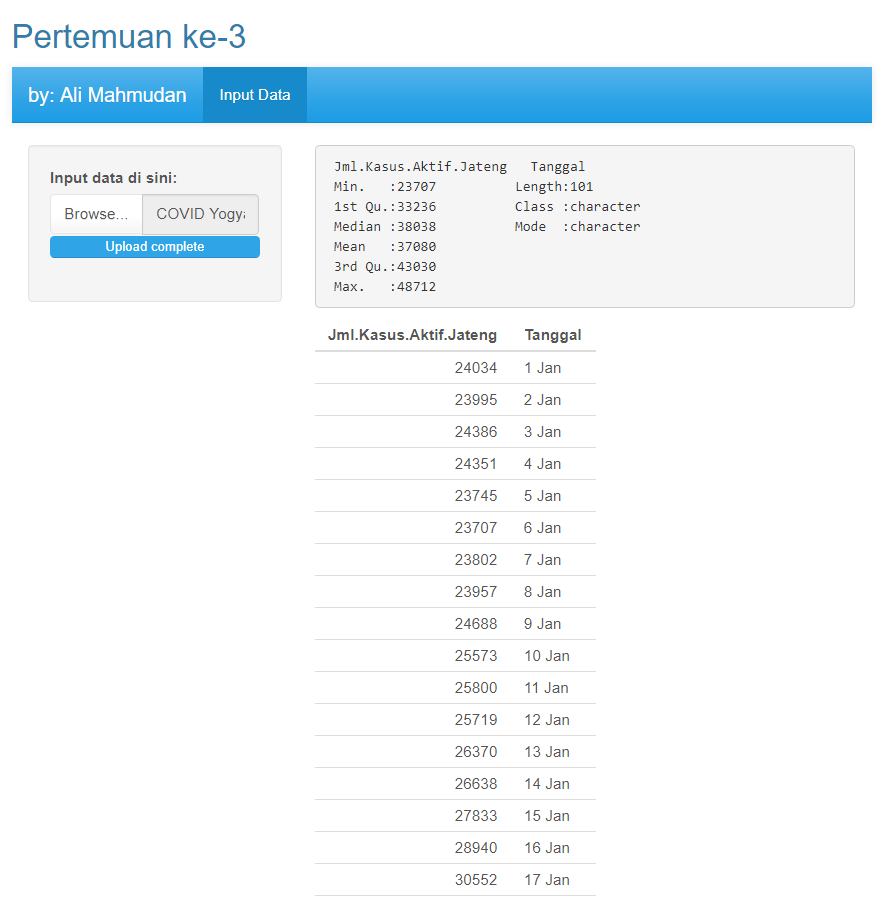 Pertemuan ke-3
by: Ali Mahmudan Input Data
Input data di sini:
Browse... COVID Yogy
Upload complete
Jml.Kasus.Aktif.Jateng Tanggal
Min. :23707 Length:101
1st Qu.:33236 Class :character
Median :38038 Mode :character
Mean :37080
3rd Qu.:43030
Max. :48712
Jml.Kasus.Aktif.Jateng Tanggal
24034 1 Jan
23995 2 Jan
24386 3 Jan
24351 4 Jan
23745 5 Jan
23707 6 Jan
23802 7 Jan
23957 8 Jan
24688 9 Jan
25573 10 Jan
25800 11 Jan
25719 12 Jan
26370 13 Jan
26638 14 Jan
27833 15 Jan
28940 16 Jan
30552 17 Jan